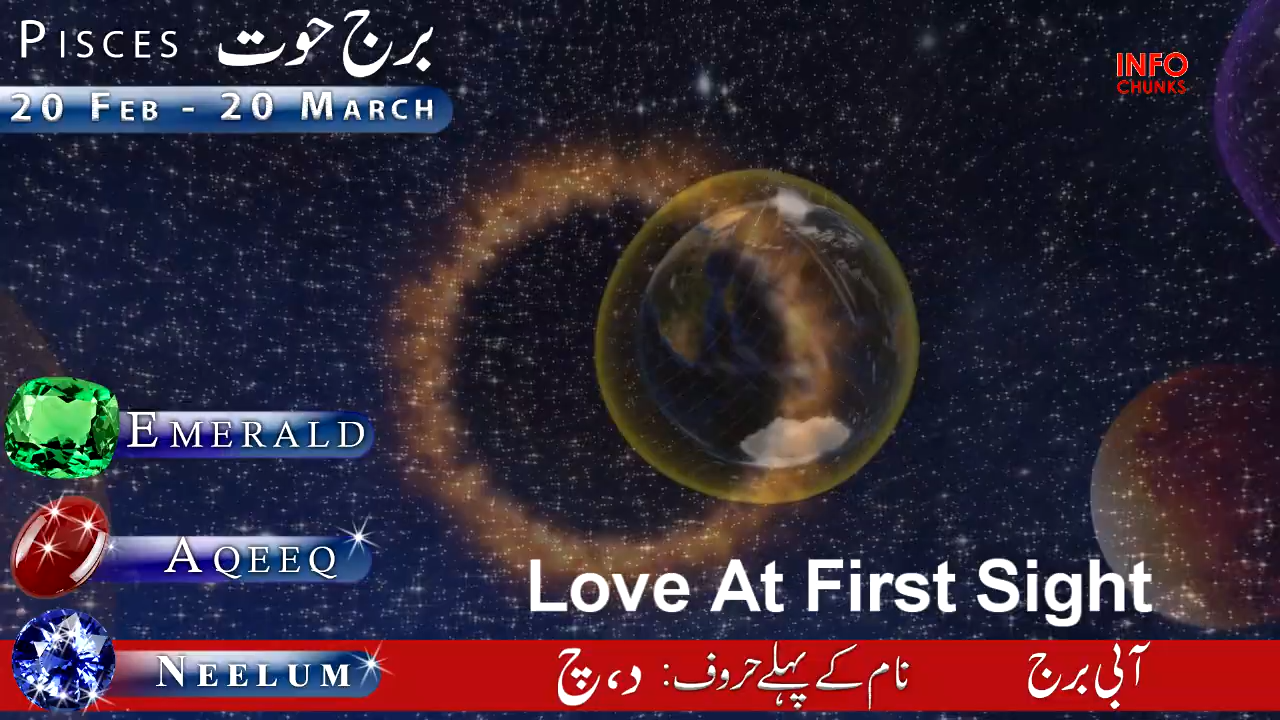 PISCES برج حوت
20 FEB - 20 MARCH
INFO
CHUNKS
EMERALD
AQEEQ
Love At First Sight
NEELUM
آبی برج
نام کے پہلے حروف: د، چ